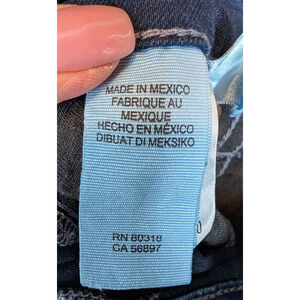 MADE IN MEXICO
FABRIQUE AU
MEXIQUE
HECHO EN MÉXICO
DIBUAT DI MEKSIKO
RN 80318
CA 56897